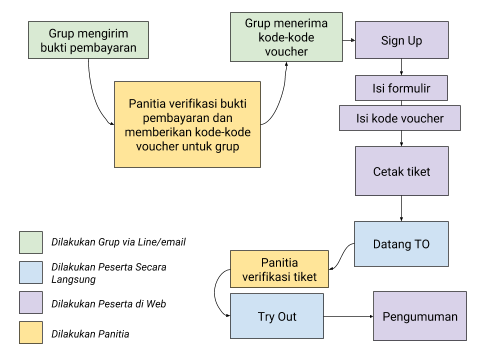 Grup mengirim
bukti pembayaran
Grup menerima
kode-kode
voucher
Sign Up
Panitia verifikasi bukti
pembayaran dan
memberikan kode-kode
voucher untuk grup
Isi formulir
Isi kode voucher
Cetak tiket
Datang TO
Panitia
verifikasi tiket
Try Out
Pengumuman
Dilakukan Grup via Line/email
Dilakukan Peserta Secara
Langsung
Dilakukan Peserta di Web
Dilakukan Panitia